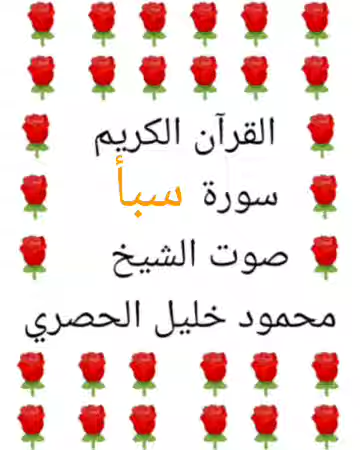 القرآن الكريم
سورة سبأ
صوت الشيخ
محمود خليل الحصري